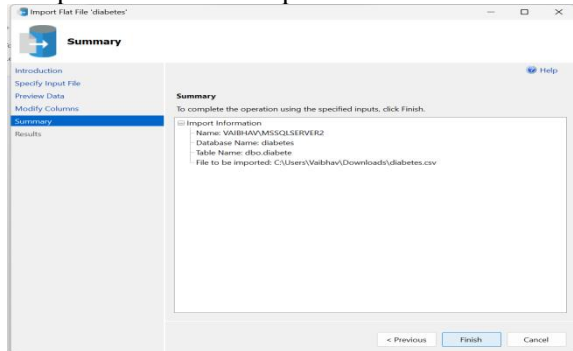 Import Flat File 'diabetes'
Summary
Help
Introduction
Specify Input File
Preview Data
Modify Columns
Summary
Results
Summary
To complete the operation using the specified inputs, click Finish.
Import Information
Name: VAIBHAV\MSSQLSERVER2
Database Name: diabetes
Table Name: dbo.diabete
File to be imported: C:\Users\Vaibhav\Downloads\diabetes.csv
< Previous
Finish
Cancel